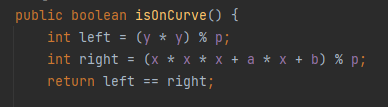 public boolean isOnCurve() {
int left = (y * y) % p;
int right = (x * x * x + a * x + b) % p;
return left == right;